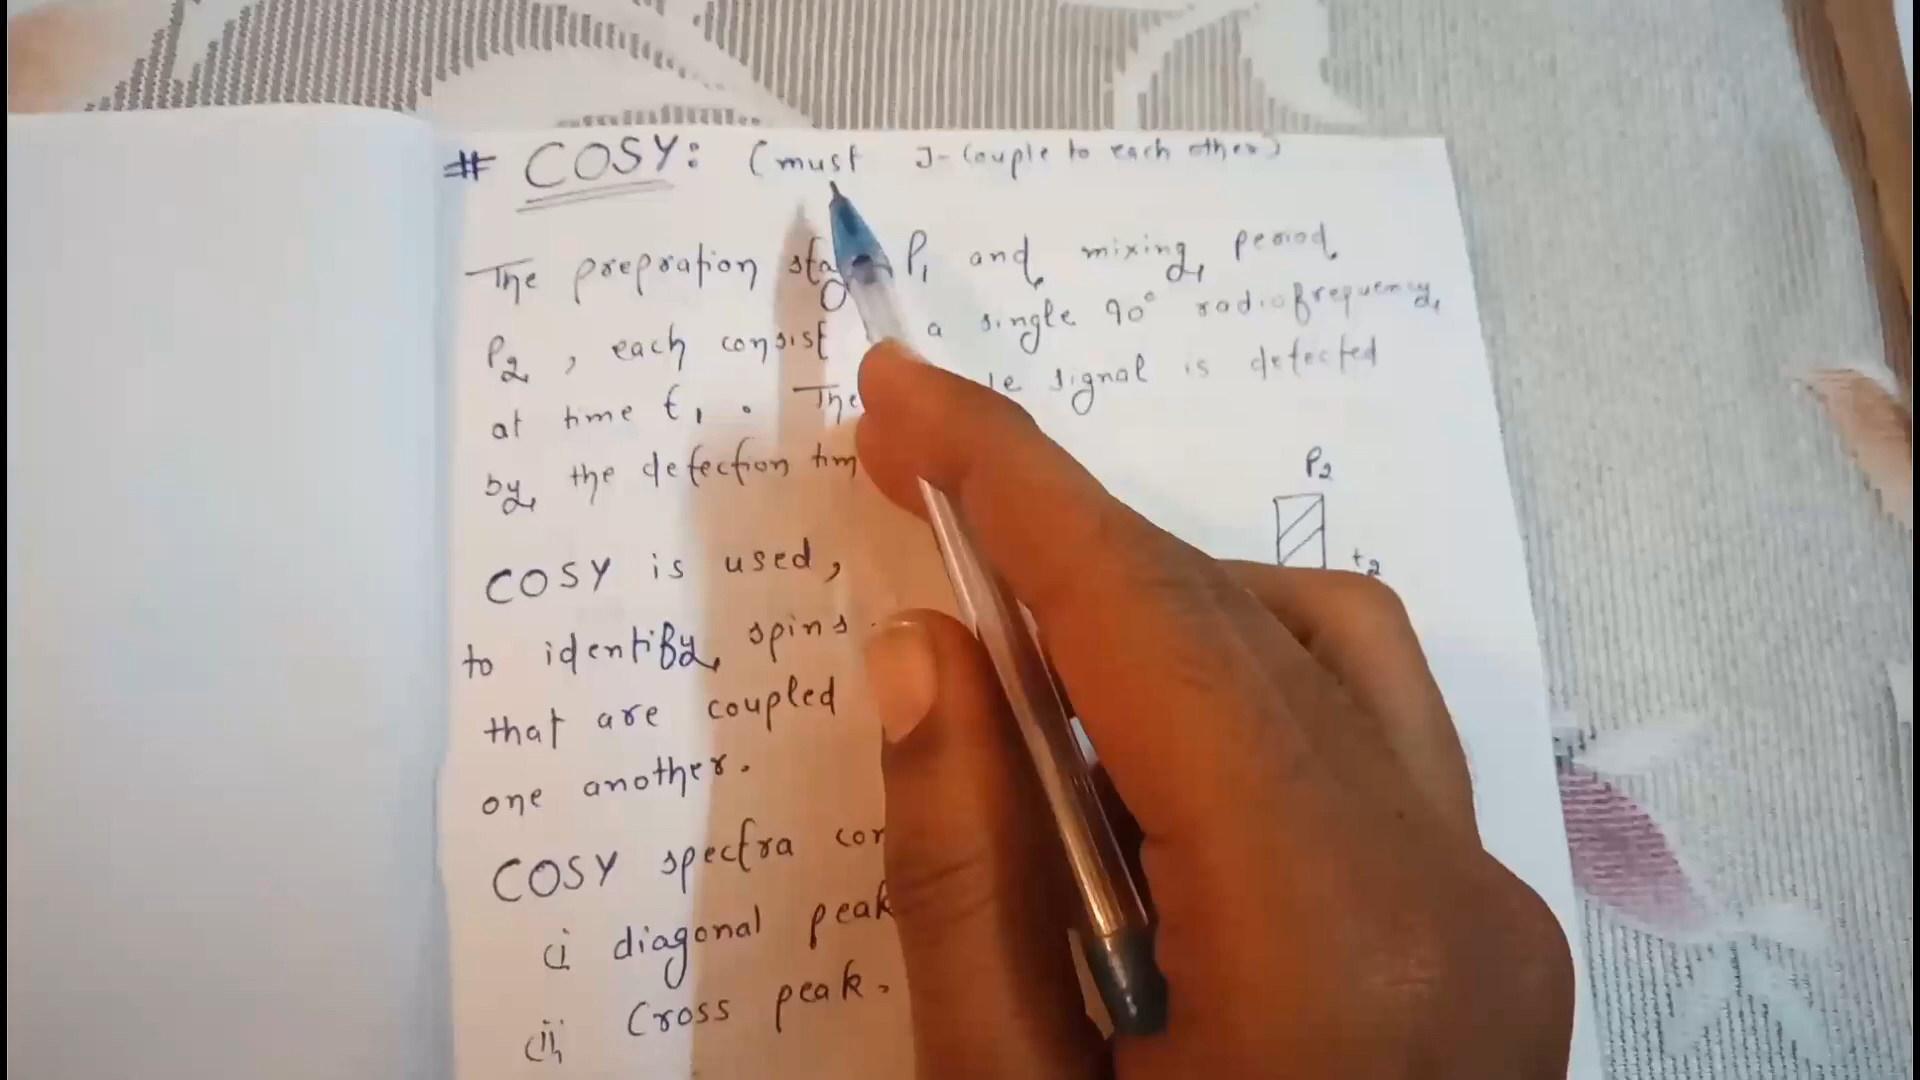 # COSY: (must J-Couple to each other)
The prepration P1 and mixing period
P2, each consist a single 90° radiofrequency
at time t1. The signal is detected
by the detection
P2
t2
COSY is used,
to identify spins
that are coupled
one another.
COSY spectra
(i diagonal peak
(ii Cross peak.